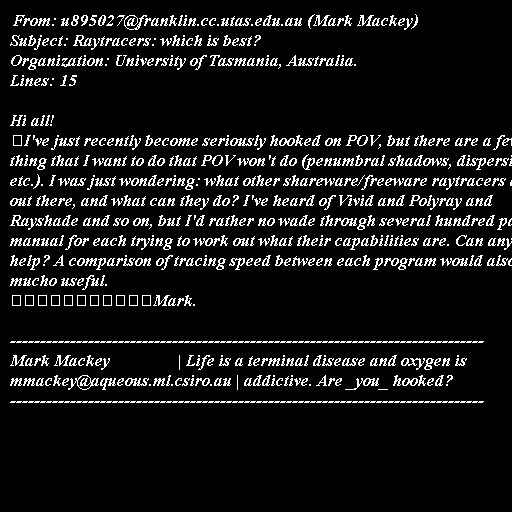 From: u895027@franklin.cc.utas.edu.au (Mark Mackey)
Subject: Raytracers: which is best?
Organization: University of Tasmania, Australia.
Lines: 15

Hi all!
I've just recently become seriously hooked on POV, but there are a few
thing that I want to do that POV won't do (penumbral shadows, dispersi
etc.). I was just wondering: what other shareware/freeware raytracers
out there, and what can they do? I've heard of Vivid and Polyray and
Rayshade and so on, but I'd rather no wade through several hundred
manual for each trying to work out what their capabilities are. Can any
help? A comparison of tracing speed between each program would also
mucho useful.
Mark.

-------------------------------------------------------------------------------
Mark Mackey | Life is a terminal disease and oxygen is
mmackey@aqueous.ml.csiro.au | addictive. Are _you_ hooked?
-------------------------------------------------------------------------------